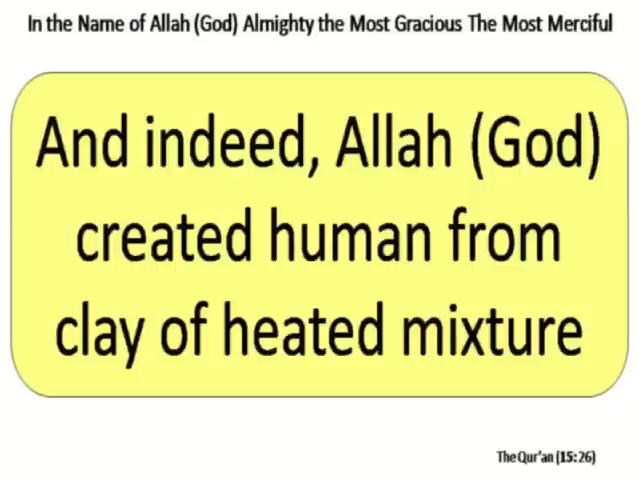 In the Name of Allah (God) Almighty the Most Gracious The Most Merciful
And indeed, Allah (God)
created human from
clay of heated mixture
The Qur'an (15:26)